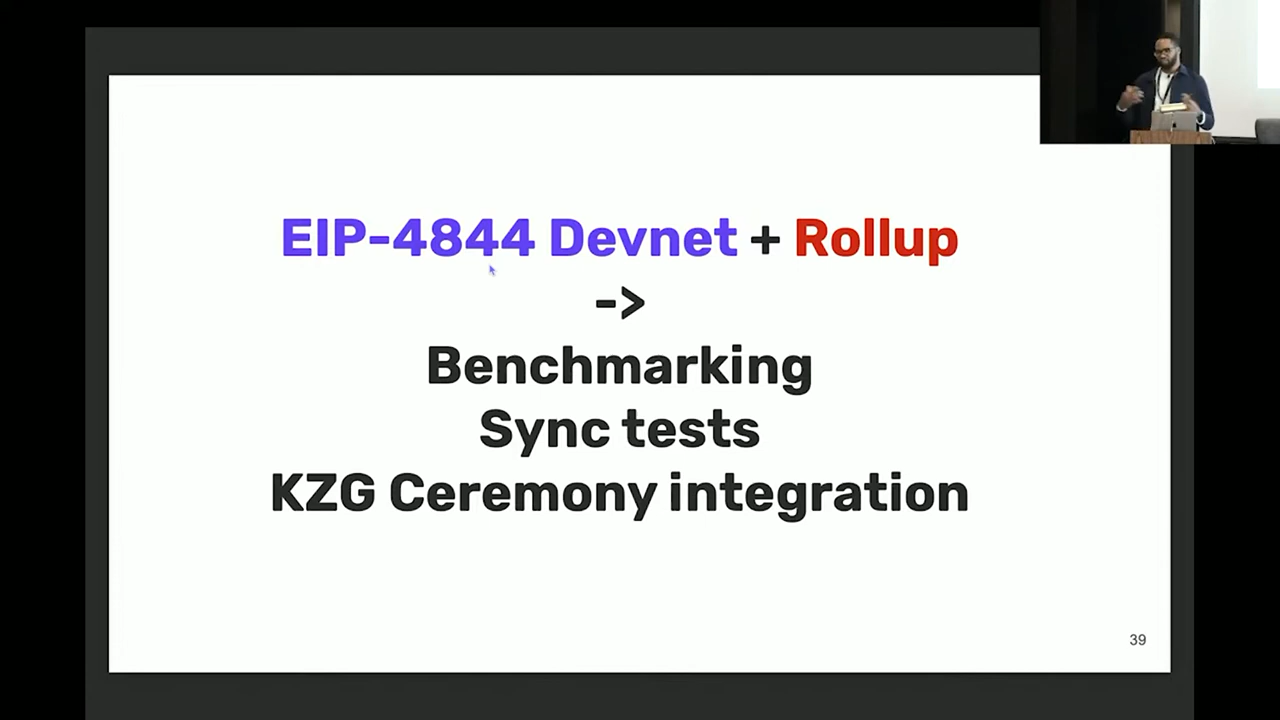 EIP-4844 Devnet + Rollup
->
Benchmarking
Sync tests
KZG Ceremony integration
39